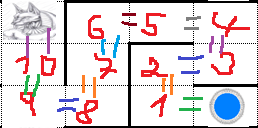 6 = 5 = 4
10 7 2 = 3
9 = 8 1 =